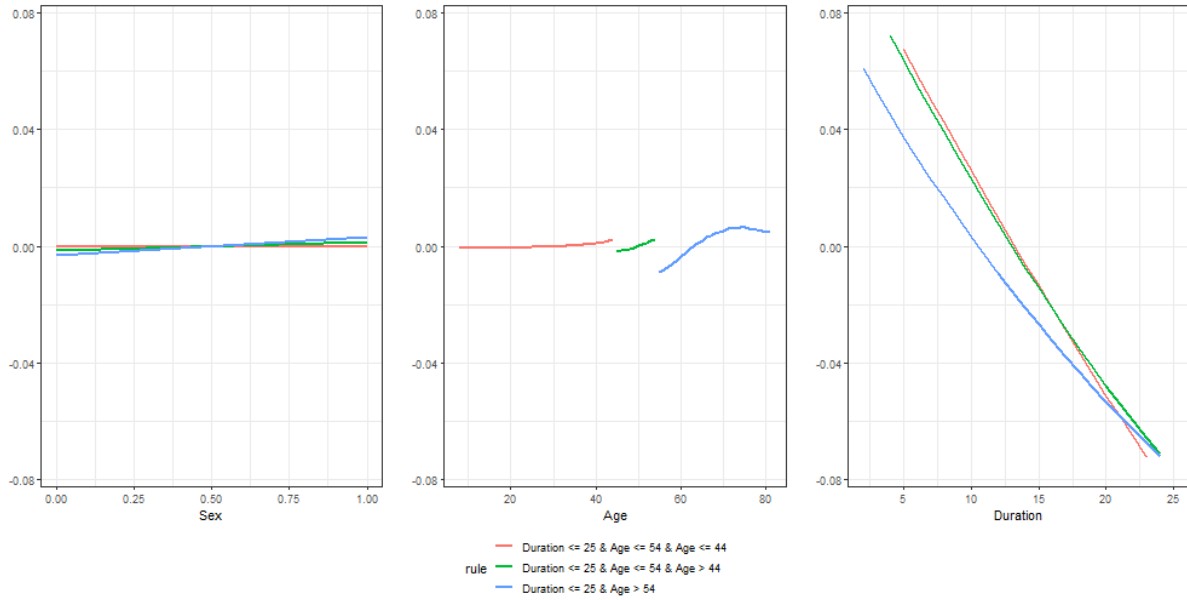 0.08
0.04
0.00
-0.04
-0.08
0.00 0.25 0.50 0.75 1.00
Sex
0.08
0.04
0.00
-0.04
-0.08
20 40 60 80
Age
0.08
0.04
0.00
-0.04
-0.08
5 10 15 20 25
Duration
rule
Duration <= 25 & Age <= 54 & Age <= 44
Duration <= 25 & Age <= 54 & Age > 44
Duration <= 25 & Age > 54